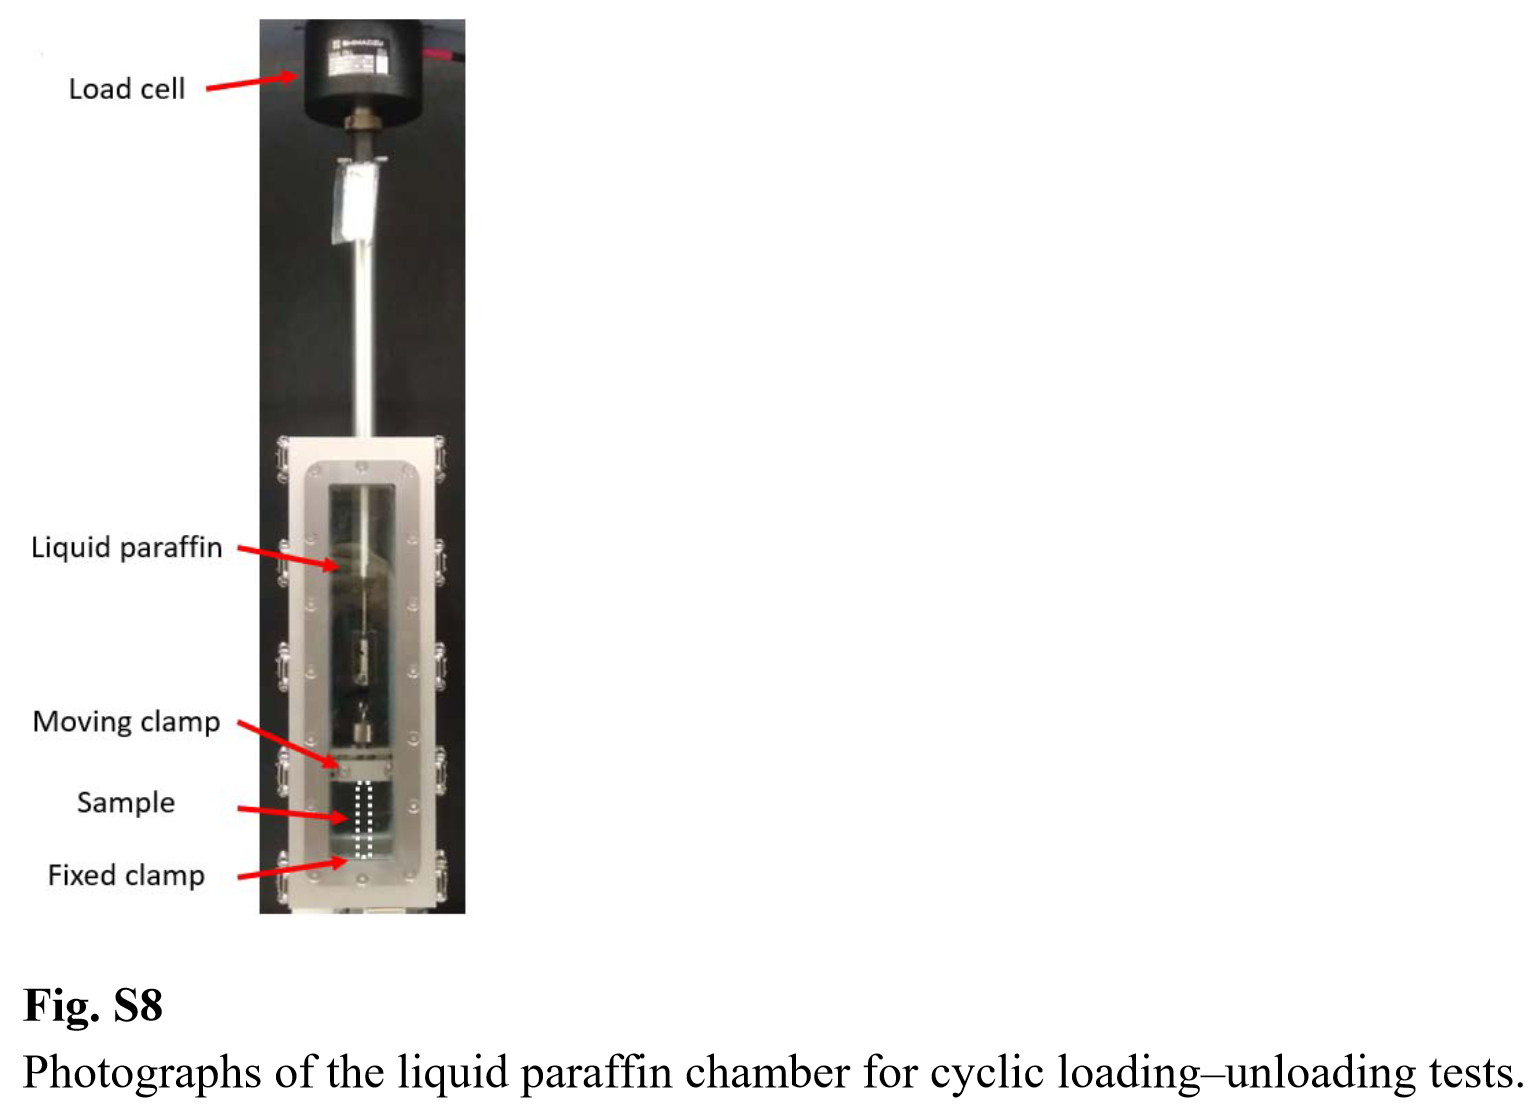 SHIMADZU
Load cell
Liquid paraffin
Moving clamp
Sample
Fixed clamp
Fig. S8
Photographs of the liquid paraffin chamber for cyclic loading–unloading tests.